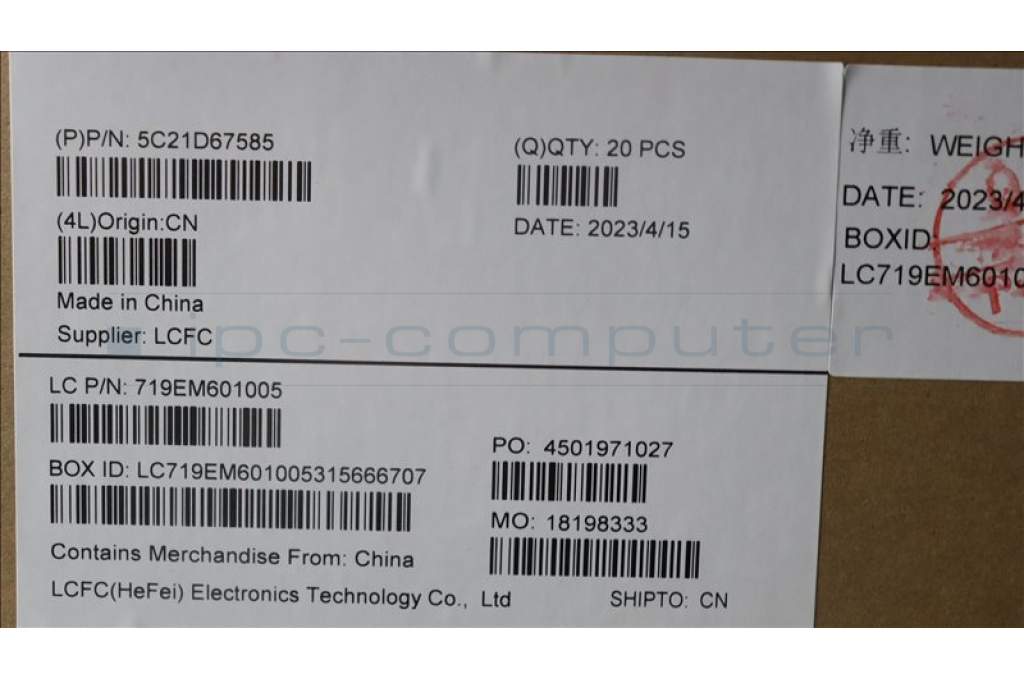 (P)P/N: 5C21D67585
(Q)QTY: 20 PCS
(4L)Origin:CN
DATE: 2023/4/15
Made in China
Supplier: LCFC
ipc-computer
LC P/N: 719EM601005
PO: 4501971027
BOX ID: LC719EM601005315666707
MO: 18198333
Contains Merchandise From: China
LCFC(HeFei) Electronics Technology Co., Ltd
SHIPTO: CN
净重: WEIGH
DATE: 2023/4
BOXID:
LC719EM6010